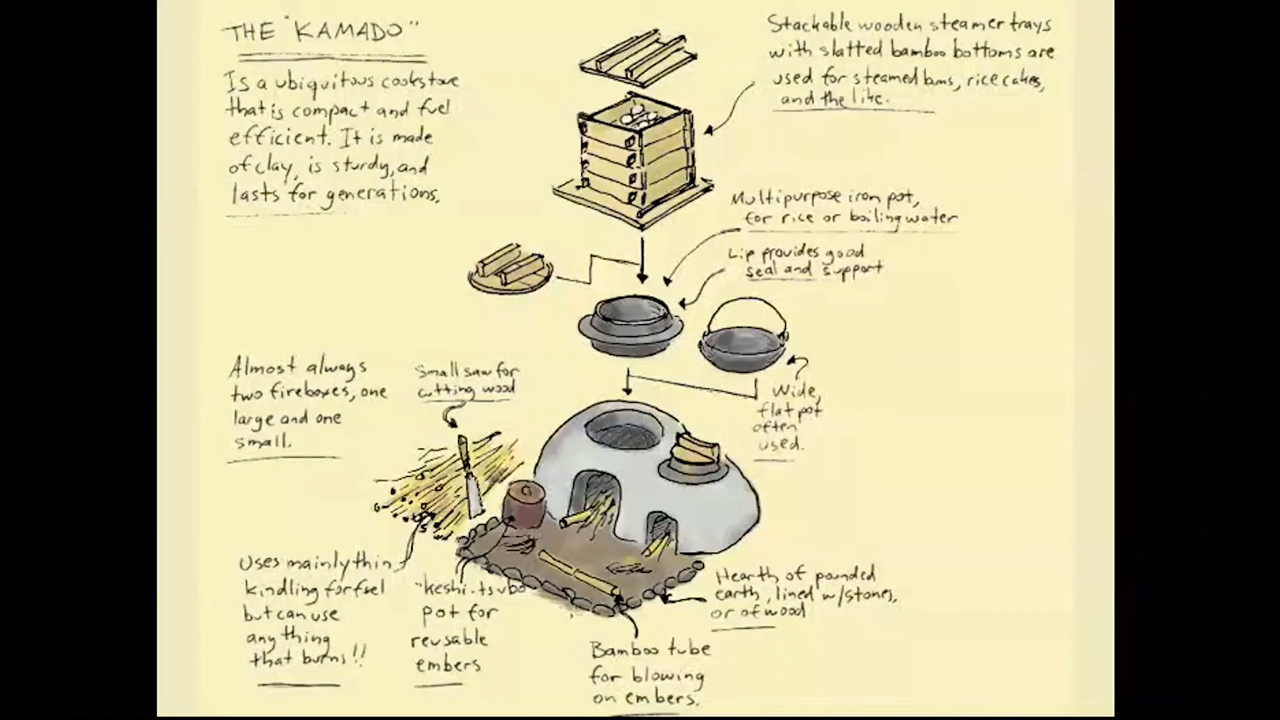 THE "KAMADO"
Is a ubiquitous cookstove
that is compact and fuel
efficient. It is made
of clay, is sturdy, and
lasts for generations.
Stackable wooden steamer trays
with slatted bamboo bottoms are
used for steamed buns, rice cakes,
and the like.
Multipurpose iron pot,
for rice or boiling water
Lip provides good
seal and support
Almost always
two fireboxes, one
large and one
small.
Small saw for
cutting wood
Wide,
flat pot
often
used.
Uses mainly thin
kindling for fuel
but can use
any thing
that burns!!
"keshi-tsubo"
pot for
reusable
embers
Bamboo tube
for blowing
on embers.
Hearth of pounded
earth, lined w/stones,
or of wood